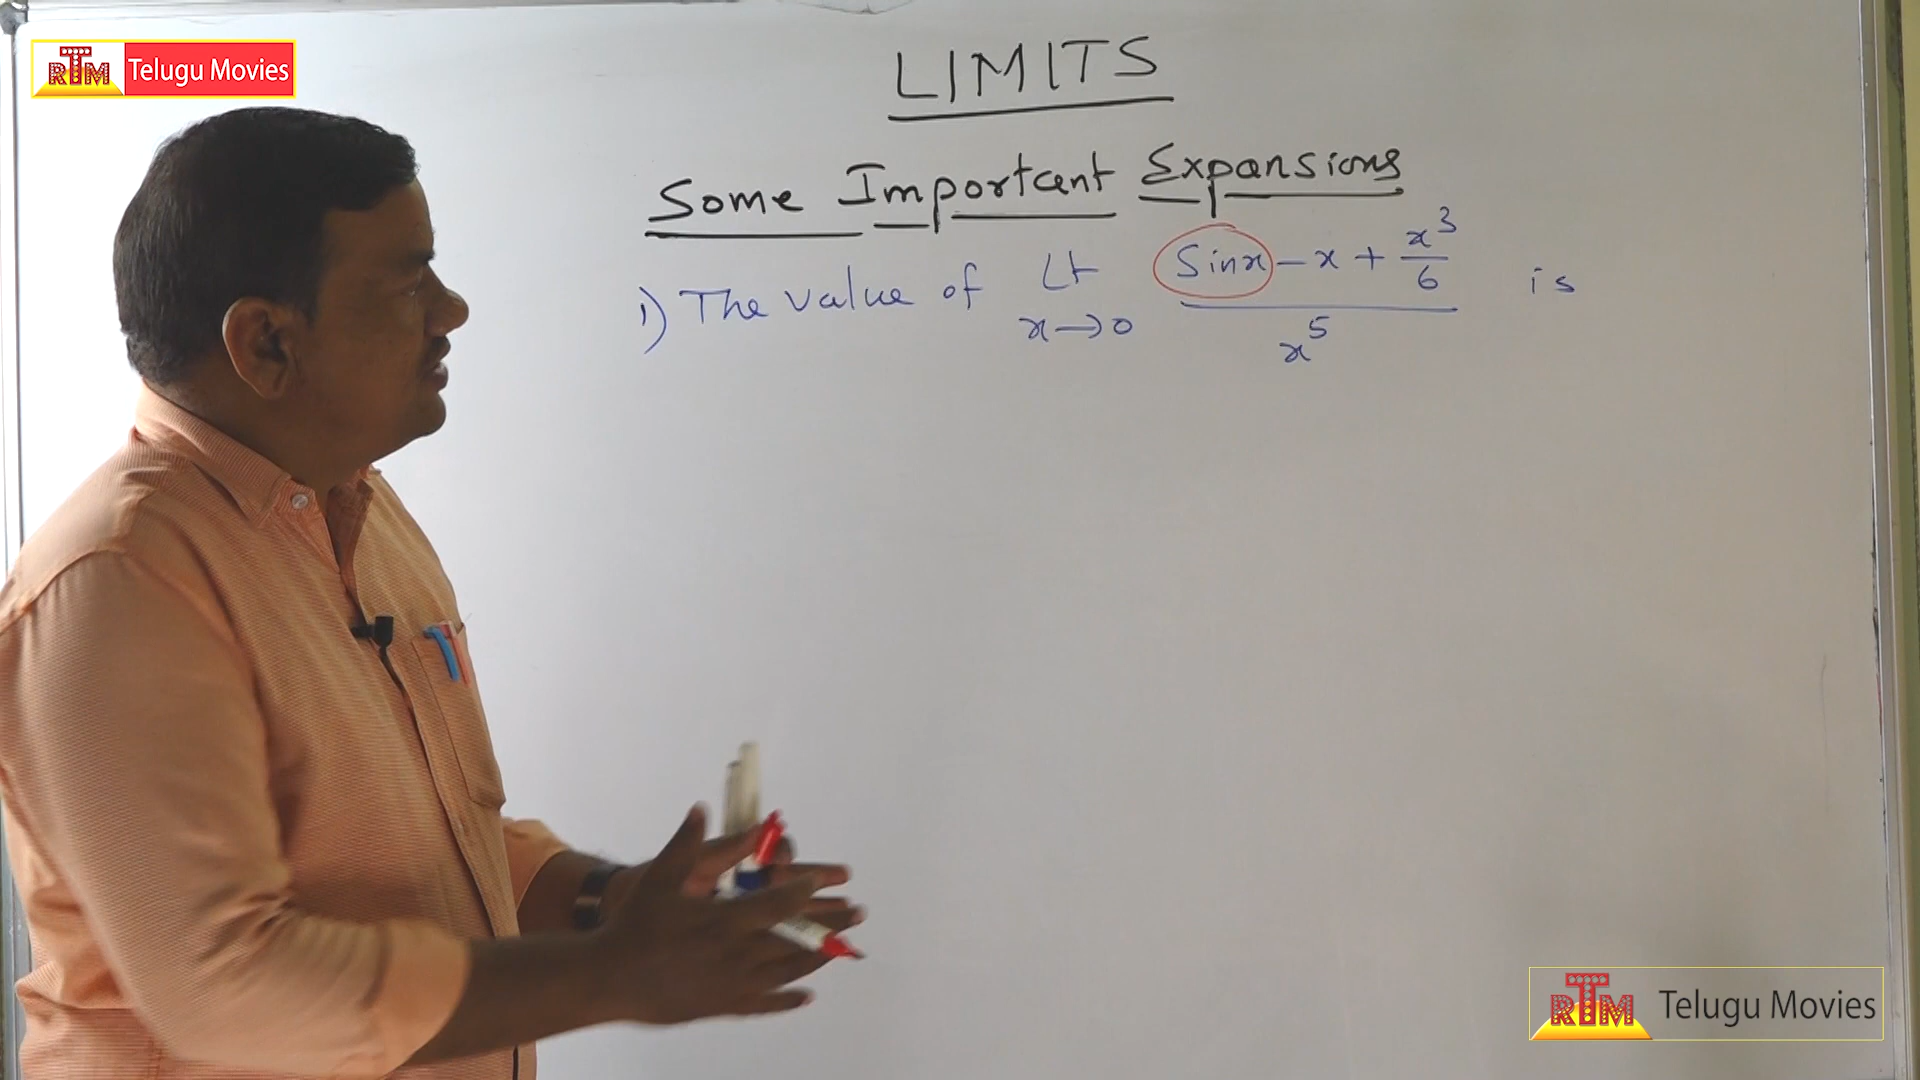 RTM Telugu Movies
LIMITS
Some Important Expansions
1) The value of Lt x→0 (Sinx - x + x³/6) / x⁵ is
RTM Telugu Movies